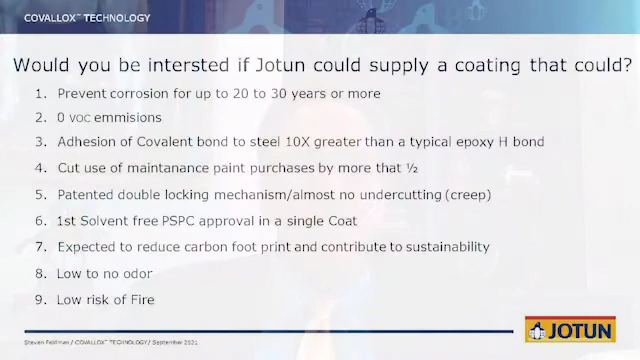 COVALLOX™ TECHNOLOGY
Would you be intersted if Jotun could supply a coating that could?
1. Prevent corrosion for up to 20 to 30 years or more
2. 0 VOC emmisions
3. Adhesion of Covalent bond to steel 10X greater than a typical epoxy H bond
4. Cut use of maintanance paint purchases by more that ½
5. Patented double locking mechanism/almost no undercutting (creep)
6. 1st Solvent free PSPC approval in a single Coat
7. Expected to reduce carbon foot print and contribute to sustainability
8. Low to no odor
9. Low risk of Fire
JOTUN
Steven Feldman / COVALLOX™ TECHNOLOGY / September 2021